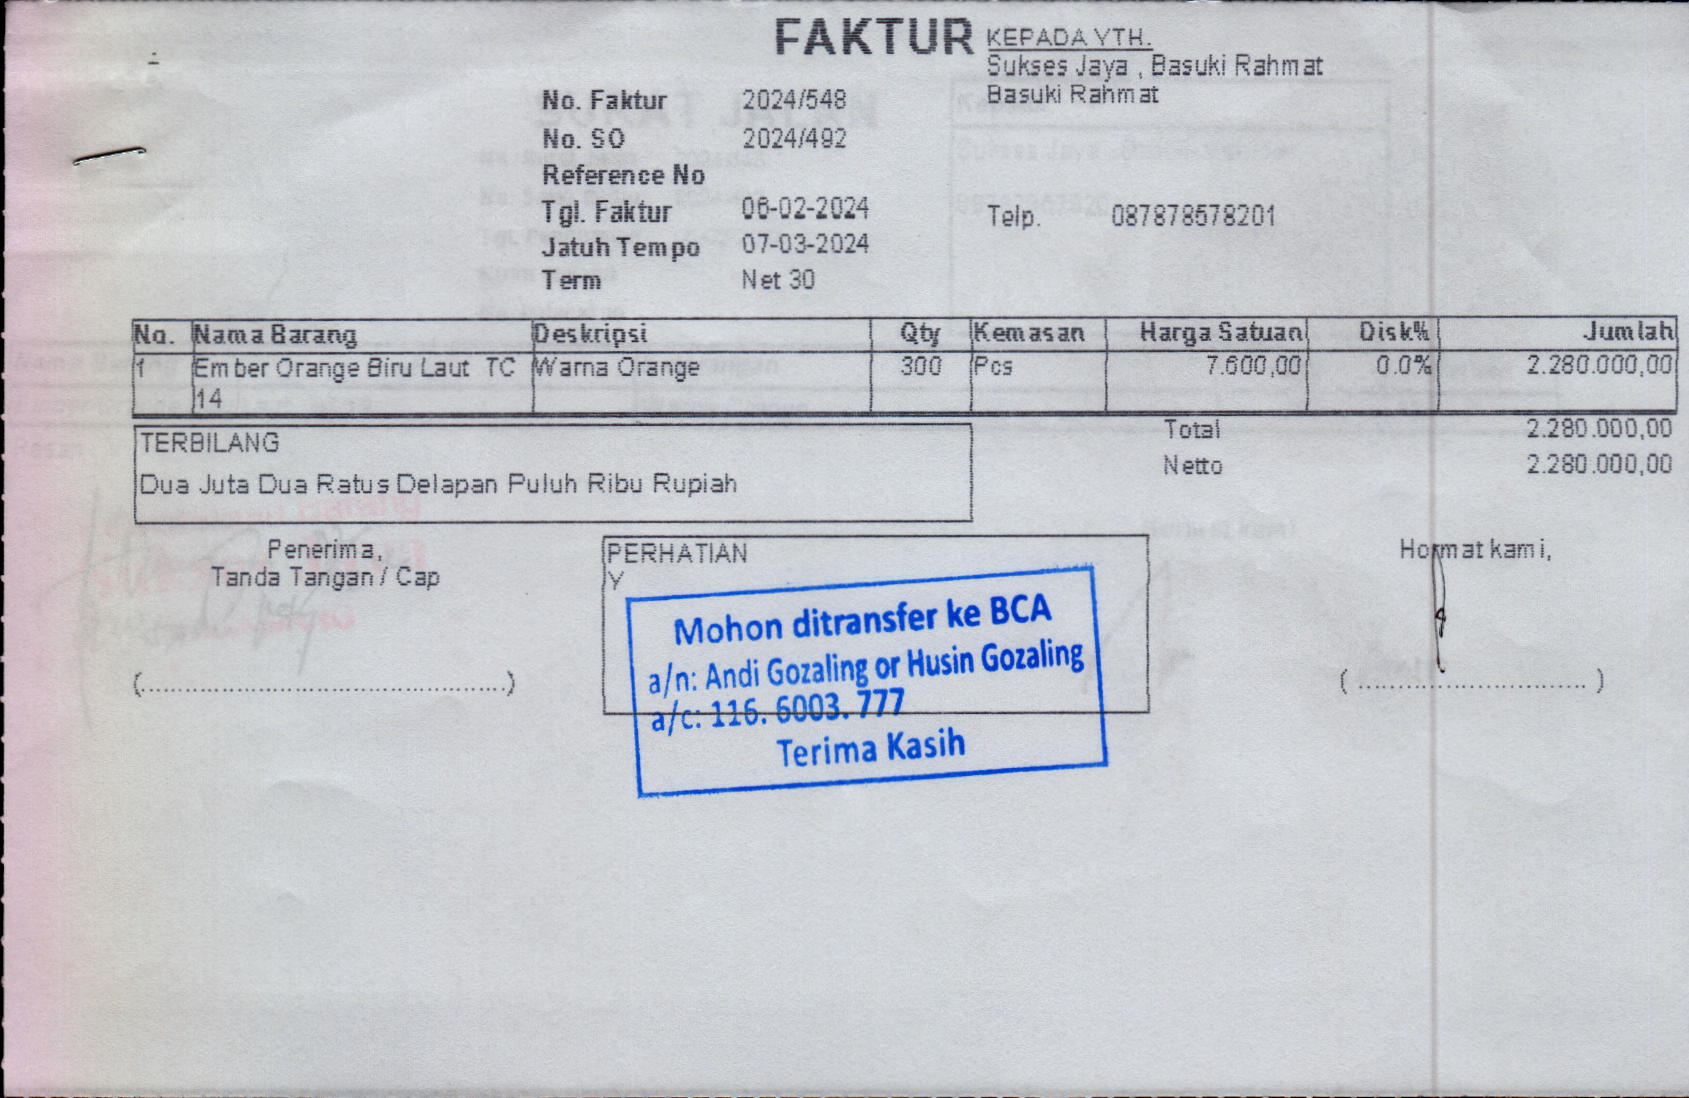 FAKTUR
KEPADA YTH.
Sukses Jaya , Basuki Rahmat
Basuki Rahmat
No. Faktur 2024/548
No. SO 2024/492
Reference No
Tgl. Faktur 06-02-2024
Telp. 087878578201
Jatuh Tempo 07-03-2024
Term Net 30
No. Nama Barang Deskripsi Qty Kemasan Harga Satuan Disk% Jumlah
1 Ember Orange Biru Laut TC Warna Orange 300 Pcs 7.600,00 0.0% 2.280.000,00
14
Total 2.280.000,00
TERBILANG
Netto 2.280.000,00
Dua Juta Dua Ratus Delapan Puluh Ribu Rupiah
Penerima,
Tanda Tangan / Cap
PERHATIAN
Y
Hormat kami,
Mohon ditransfer ke BCA
a/n: Andi Gozaling or Husin Gozaling
a/c: 116. 6003. 777
Terima Kasih
(................................................)
( ............................ )